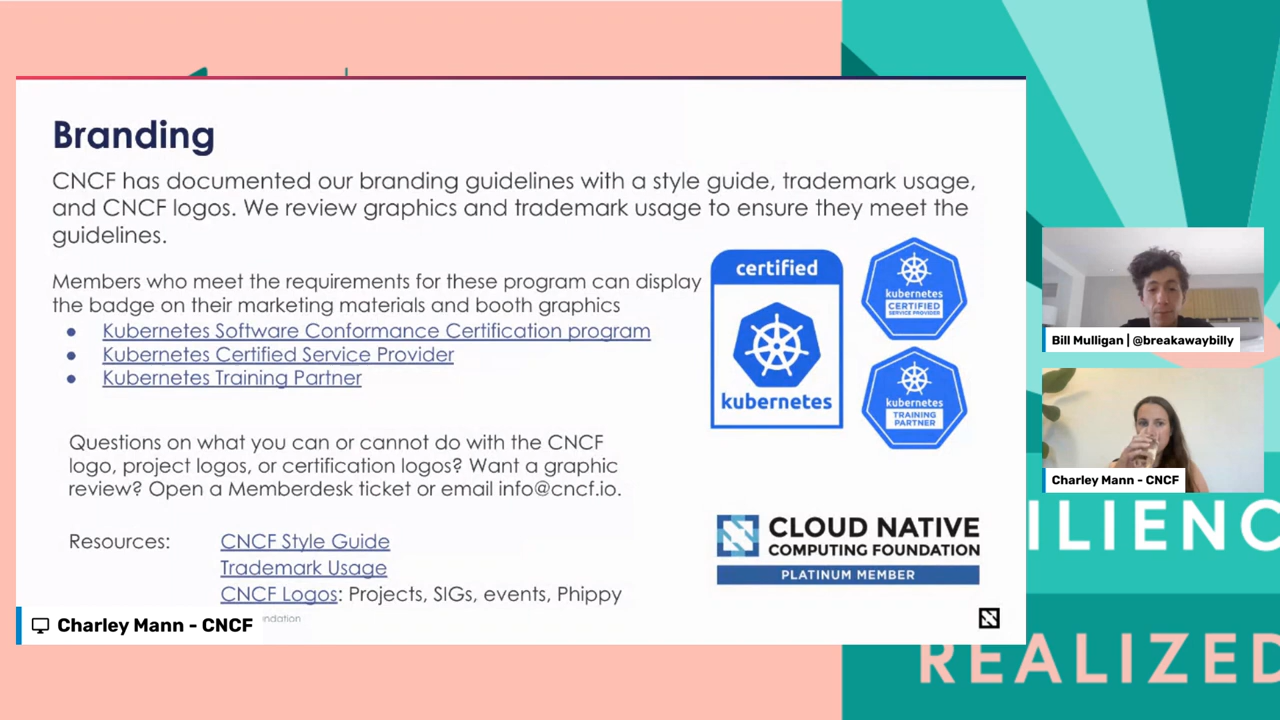 Branding
CNCF has documented our branding guidelines with a style guide, trademark usage,
and CNCF logos. We review graphics and trademark usage to ensure they meet the
guidelines.
Members who meet the requirements for these program can display
the badge on their marketing materials and booth graphics
Kubernetes Software Conformance Certification program
Kubernetes Certified Service Provider
Kubernetes Training Partner
certified
kubernetes
kubernetes
CERTIFIED
SERVICE PROVIDER
kubernetes
TRAINING
PARTNER
Questions on what you can or cannot do with the CNCF
logo, project logos, or certification logos? Want a graphic
review? Open a Memberdesk ticket or email info@cncf.io.
Resources: CNCF Style Guide
Trademark Usage
CNCF Logos: Projects, SIGs, events, Phippy
CLOUD NATIVE
COMPUTING FOUNDATION
PLATINUM MEMBER
Charley Mann - CNCF
ndation
Bill Mulligan | @breakawaybilly
Charley Mann - CNCF
ILIENC
REALIZED